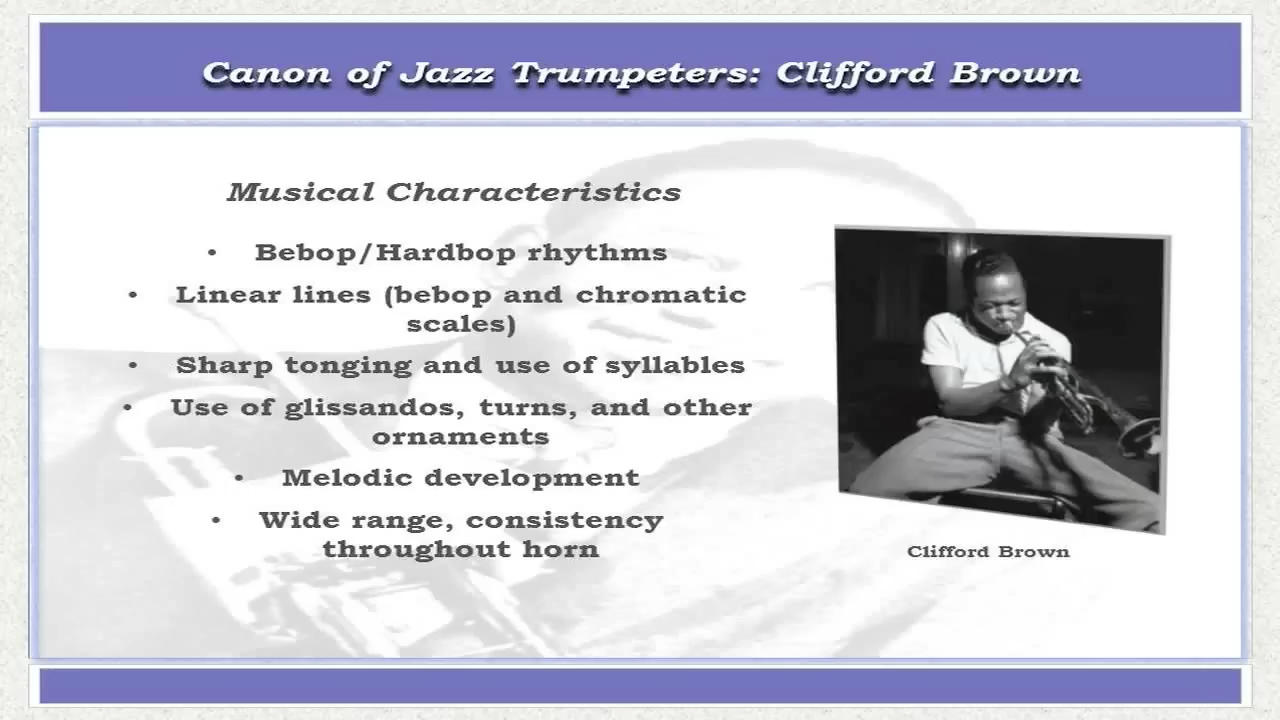 Canon of Jazz Trumpeters: Clifford Brown
Musical Characteristics
• Bebop/Hardbop rhythms
• Linear lines (bebop and chromatic
scales)
• Sharp tonging and use of syllables
• Use of glissandos, turns, and other
ornaments
• Melodic development
• Wide range, consistency
throughout horn
Clifford Brown